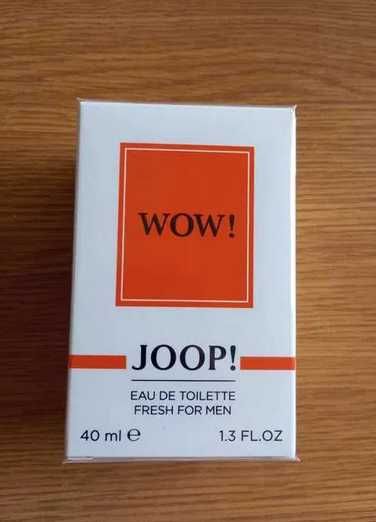 WOW!
JOOP!
EAU DE TOILETTE
FRESH FOR MEN
40 ml ℮ 1.3 FL.OZ